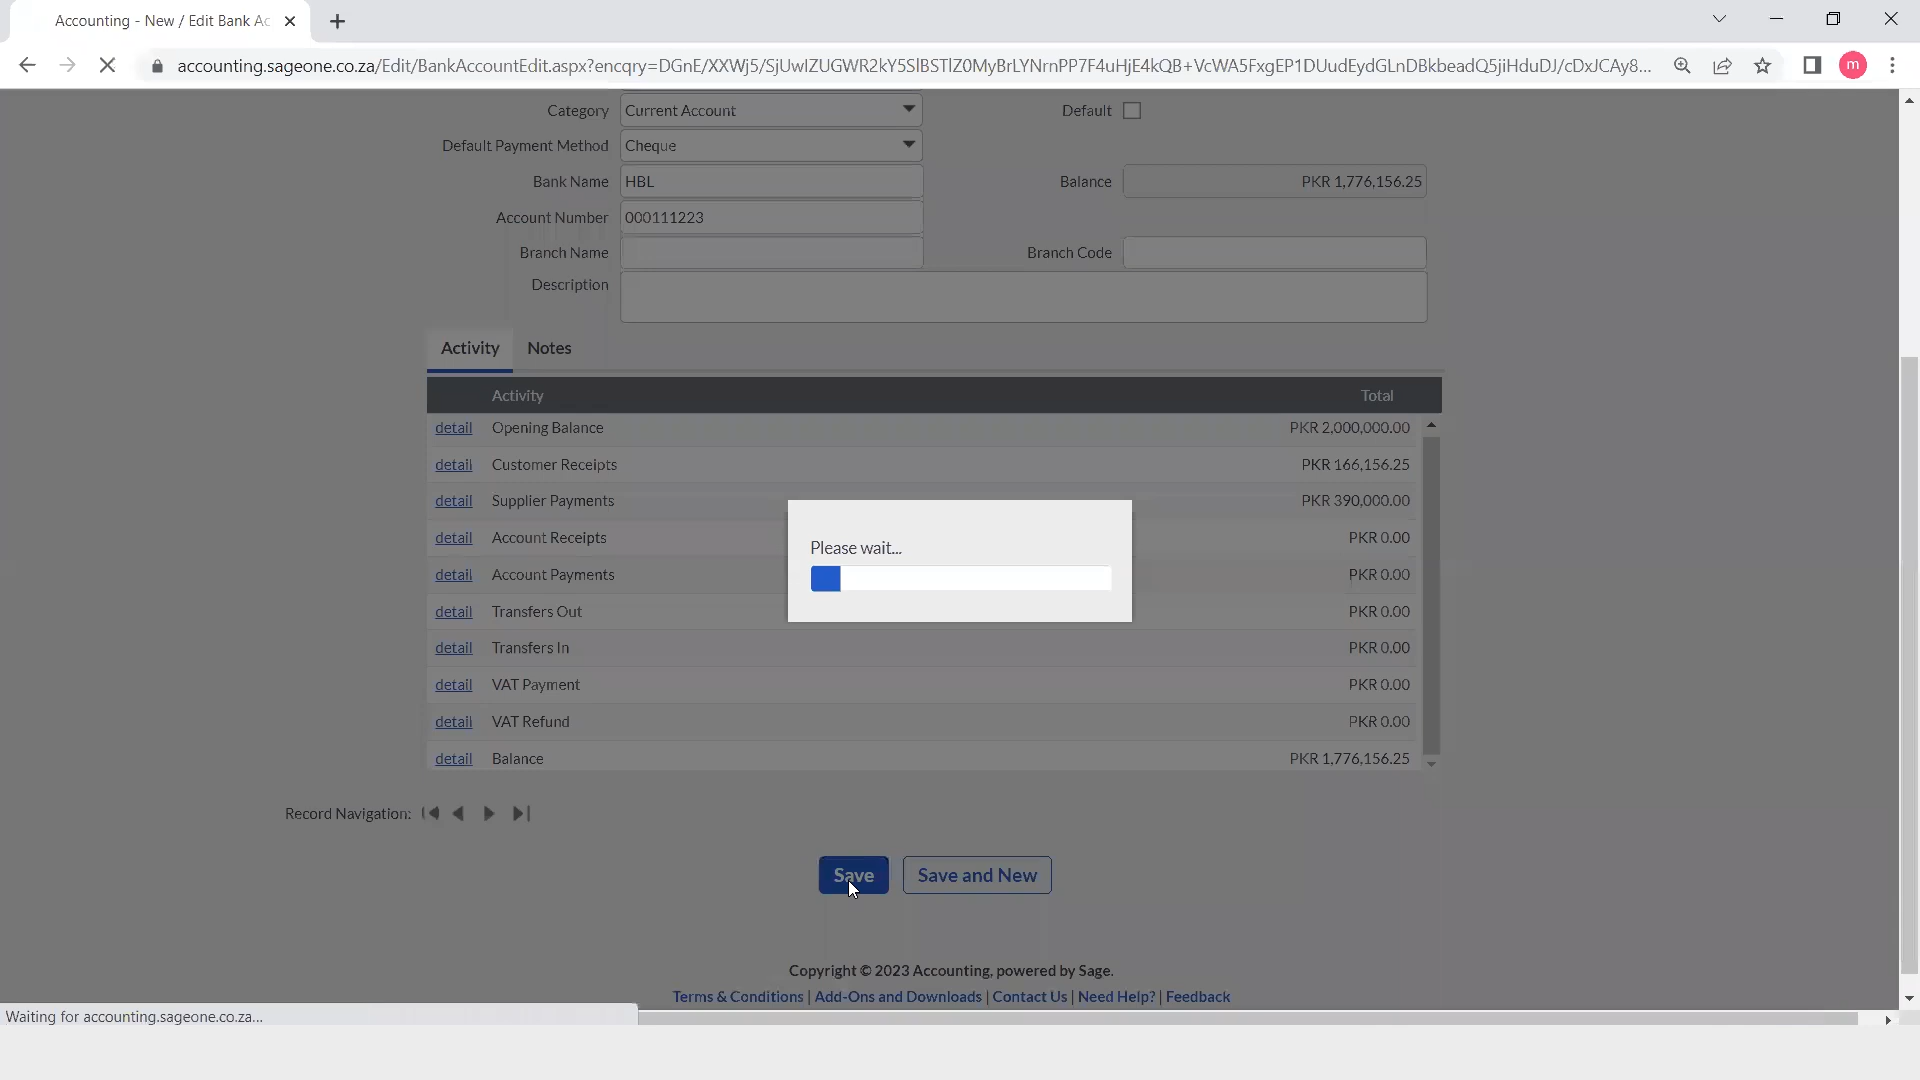 Accounting - New / Edit Bank Ac
accounting.sageone.co.za/Edit/BankAccountEdit.aspx?encqry=DGnE/XXWj5/SjUwIZUGWR2kY5SlBSTlZ0MyBrLYNrnPP7F4uHjE4kQB+VcWA5FxgEP1DUudEydGLnDBkbeadQ5jiHduDJ/cDxJCAy8...
m
Category Current Account Default
Default Payment Method Cheque
Bank Name HBL Balance PKR 1,776,156.25
Account Number 000111223
Branch Name Branch Code
Description
Activity Notes
Activity Total
detail Opening Balance PKR 2,000,000.00
detail Customer Receipts PKR 166,156.25
detail Supplier Payments PKR 390,000.00
detail Account Receipts PKR 0.00
Please wait...
detail Account Payments PKR 0.00
detail Transfers Out PKR 0.00
detail Transfers In PKR 0.00
detail VAT Payment PKR 0.00
detail VAT Refund PKR 0.00
detail Balance PKR 1,776,156.25
Record Navigation:
Save Save and New
Copyright © 2023 Accounting, powered by Sage.
Terms & Conditions | Add-Ons and Downloads | Contact Us | Need Help? | Feedback
Waiting for accounting.sageone.co.za...